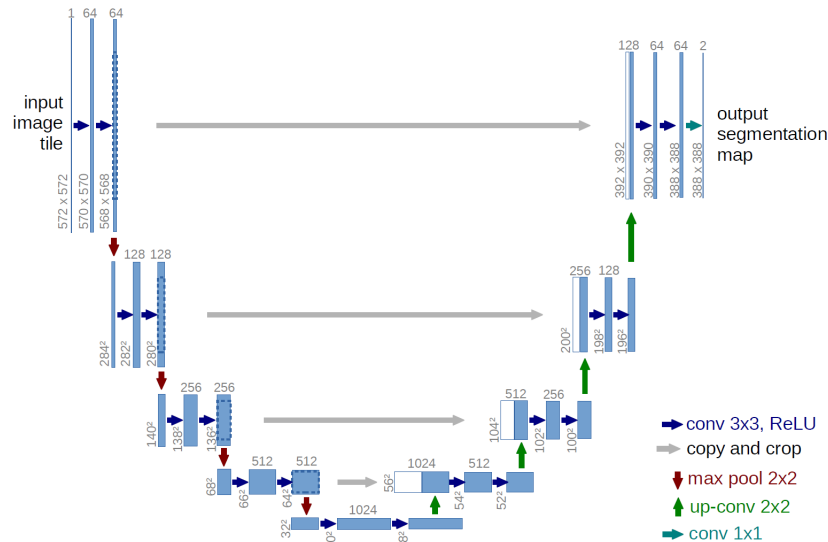 1 64 64
128 64 64 2
input
image
tile
output
segmentation
map
572 x 572
570 x 570
568 x 568
392 x 392
390 x 390
388 x 388
388 x 388
128 128
256 128
284²
282²
280²
200²
198²
196²
256 256
512 256
140²
138²
136²
104²
102²
100²
512 512
1024 512
68²
66²
64²
56²
54²
52²
1024
32²
0²
8²
conv 3x3, ReLU
copy and crop
max pool 2x2
up-conv 2x2
conv 1x1